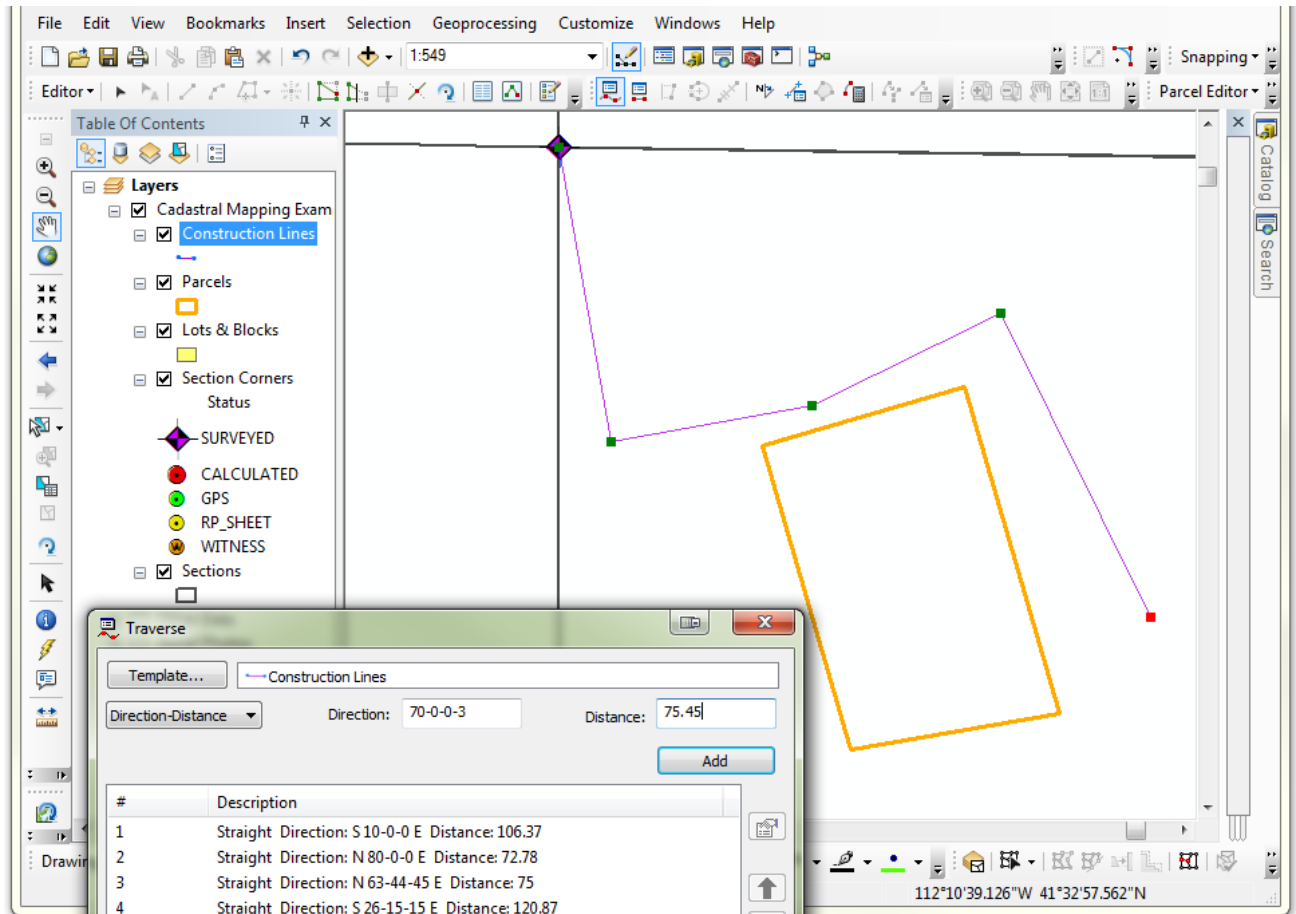 File Edit View Bookmarks Insert Selection Geoprocessing Customize Windows Help
1:549
Snapping
Editor
Parcel Editor
Table Of Contents
Layers
Cadastral Mapping Exam
Construction Lines
Parcels
Lots & Blocks
Section Corners
Status
SURVEYED
CALCULATED
GPS
RP_SHEET
WITNESS
Sections
Catalog
Search
Traverse
Template... Construction Lines
Direction-Distance Direction: 70-0-0-3 Distance: 75.45
Add
# Description
1 Straight Direction: S 10-0-0 E Distance: 106.37
2 Straight Direction: N 80-0-0 E Distance: 72.78
3 Straight Direction: N 63-44-45 E Distance: 75
4 Straight Direction: S 26-15-15 E Distance: 120.87
Drawin
112°10'39.126"W 41°32'57.562"N